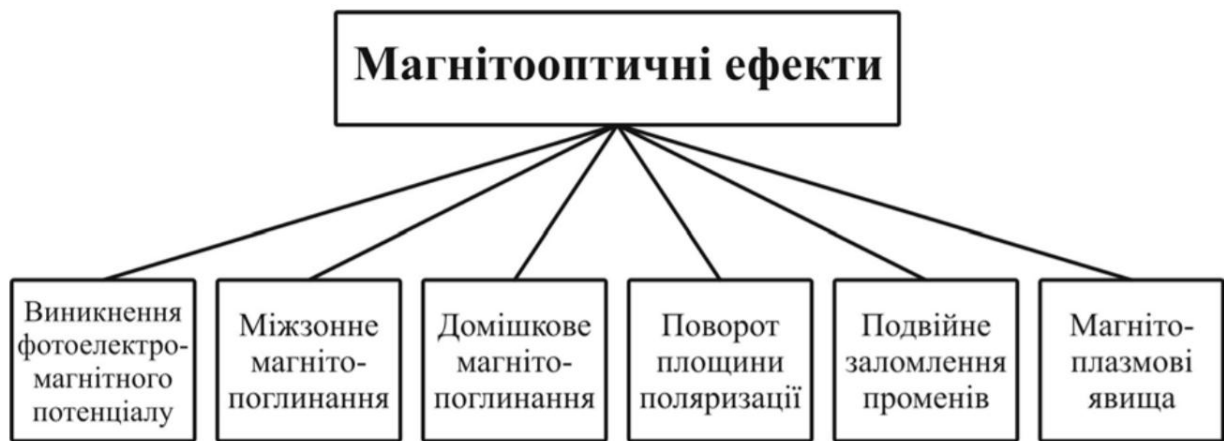 Магнітооптичні ефекти
Виникнення
фотоелектро-
магнітного
потенціалу
Міжзонне
магніто-
поглинання
Домішкове
магніто-
поглинання
Поворот
площини
поляризації
Подвійне
заломлення
променів
Магніто-
плазмові
явища